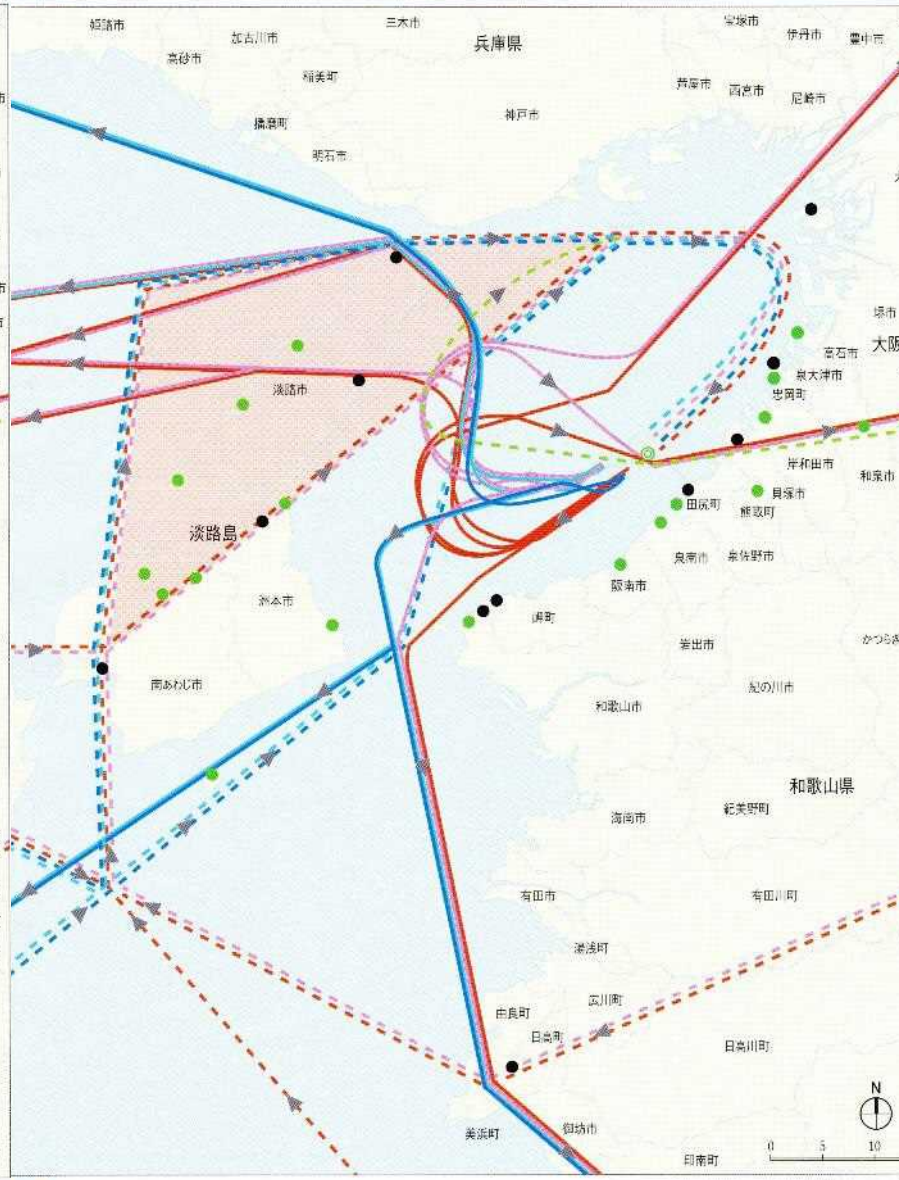 姫路市
三木市
宝塚市
加古川市
伊丹市
豊中市
兵庫県
高砂市
稲美町
芦屋市
西宮市
尼崎市
神戸市
播磨町
明石市
堺市
大阪
高石市
泉大津市
淡路市
忠岡町
岸和田市
和泉市
貝塚市
田尻町
熊取町
淡路島
泉南市
泉佐野市
阪南市
洲本市
岬町
岩出市
かつらぎ
南あわじ市
紀の川市
和歌山市
和歌山県
海南市
紀美野町
有田市
有田川町
湯浅町
広川町
由良町
日高町
日高川町
N
美浜町
御坊市
0 5 10
印南町